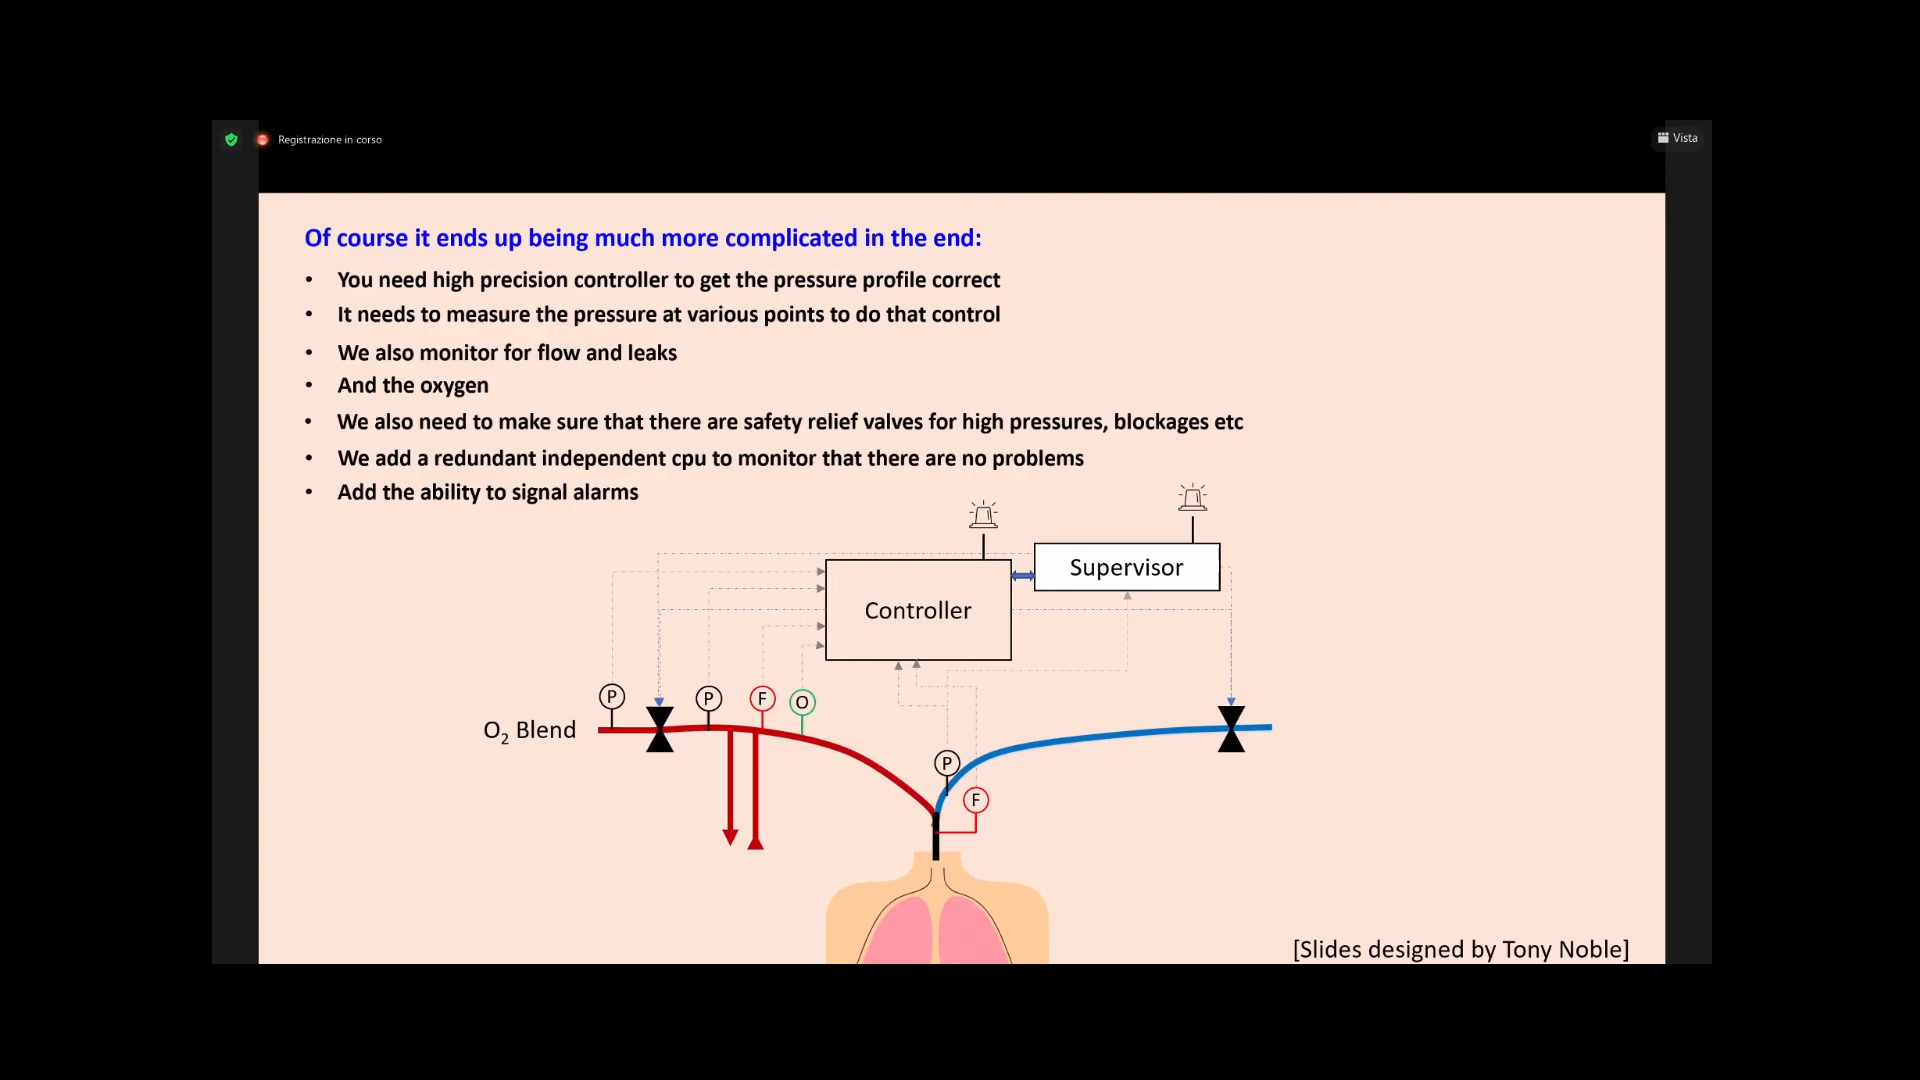 Registrazione in corso
Vista
Of course it ends up being much more complicated in the end:
• You need high precision controller to get the pressure profile correct
• It needs to measure the pressure at various points to do that control
• We also monitor for flow and leaks
• And the oxygen
• We also need to make sure that there are safety relief valves for high pressures, blockages etc
• We add a redundant independent cpu to monitor that there are no problems
• Add the ability to signal alarms
Supervisor
Controller
P
P
F
O
O2 Blend
P
F
[Slides designed by Tony Noble]